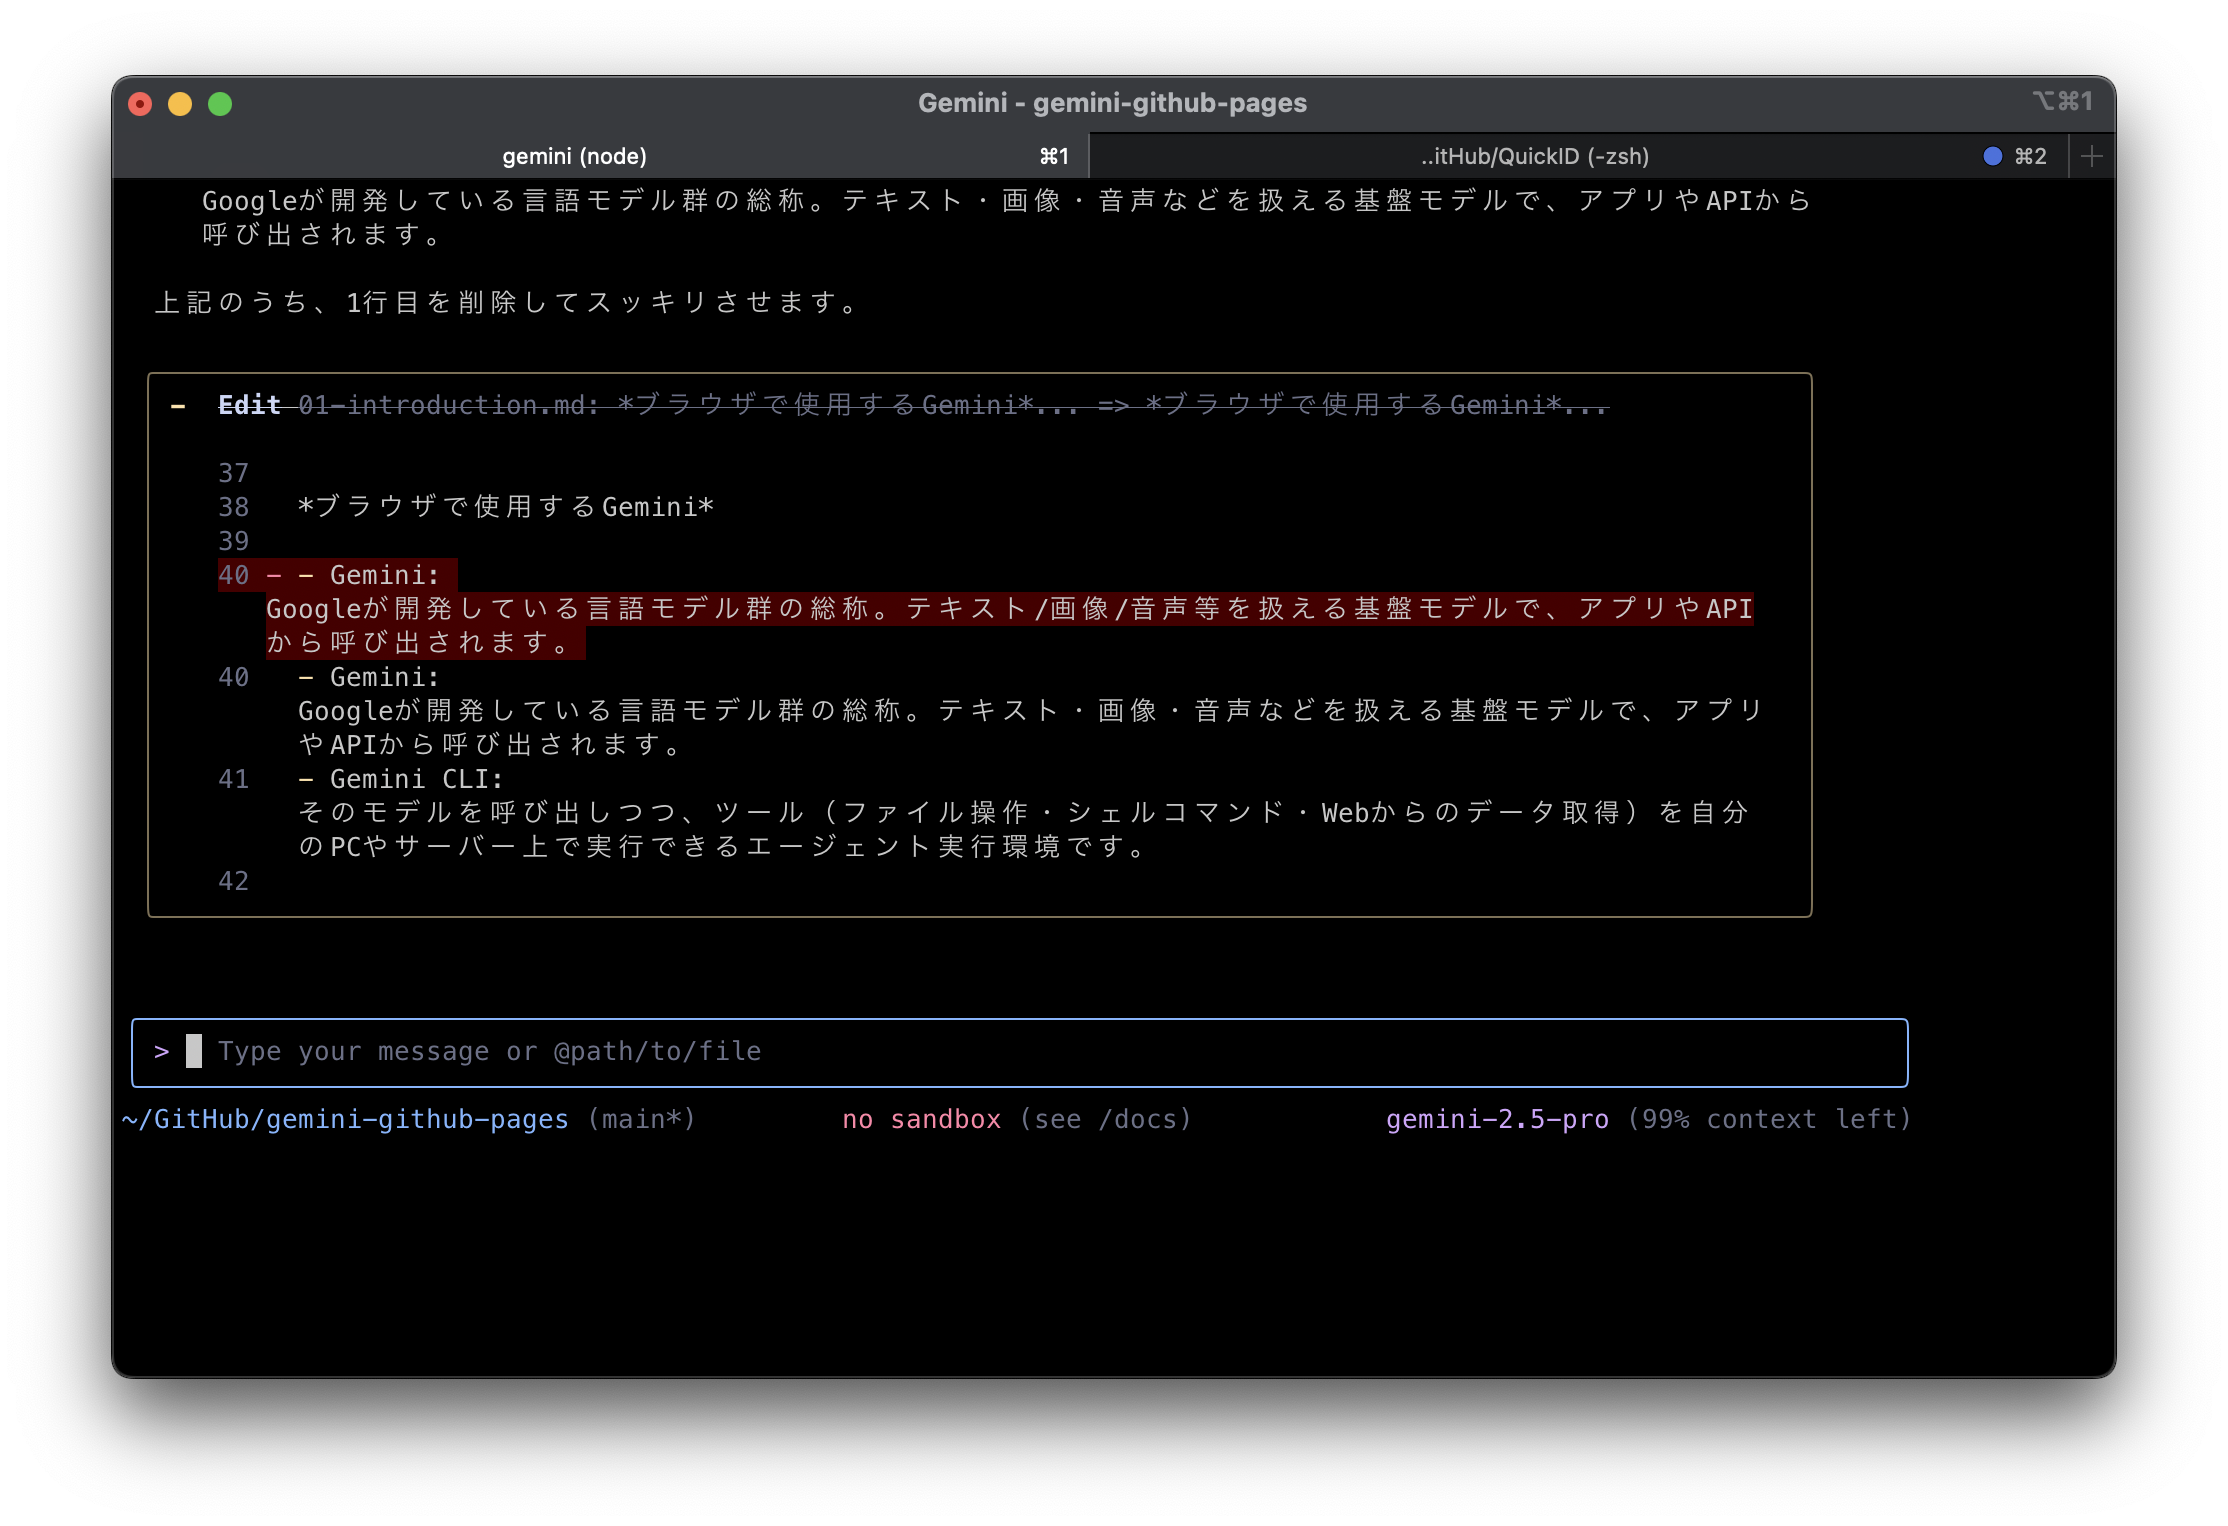 Gemini - gemini-github-pages
⌥⌘1
gemini (node) ⌘1
..itHub/QuickID (-zsh) ⌘2
Googleが開発している言語モデル群の総称。テキスト・画像・音声などを扱える基盤モデルで、アプリやAPIから
呼び出されます。
上記のうち、1行目を削除してスッキリさせます。
- Edit 01-introduction.md: *ブラウザで使用するGemini*... => *ブラウザで使用するGemini*...
37
38 *ブラウザで使用するGemini*
39
40 - - Gemini:
Googleが開発している言語モデル群の総称。テキスト/画像/音声等を扱える基盤モデルで、アプリやAPI
から呼び出されます。
40 - Gemini:
Googleが開発している言語モデル群の総称。テキスト・画像・音声などを扱える基盤モデルで、アプリ
やAPIから呼び出されます。
41 - Gemini CLI:
そのモデルを呼び出しつつ、ツール（ファイル操作・シェルコマンド・Webからのデータ取得）を自分
のPCやサーバー上で実行できるエージェント実行環境です。
42
> Type your message or @path/to/file
~/GitHub/gemini-github-pages (main*) no sandbox (see /docs) gemini-2.5-pro (99% context left)